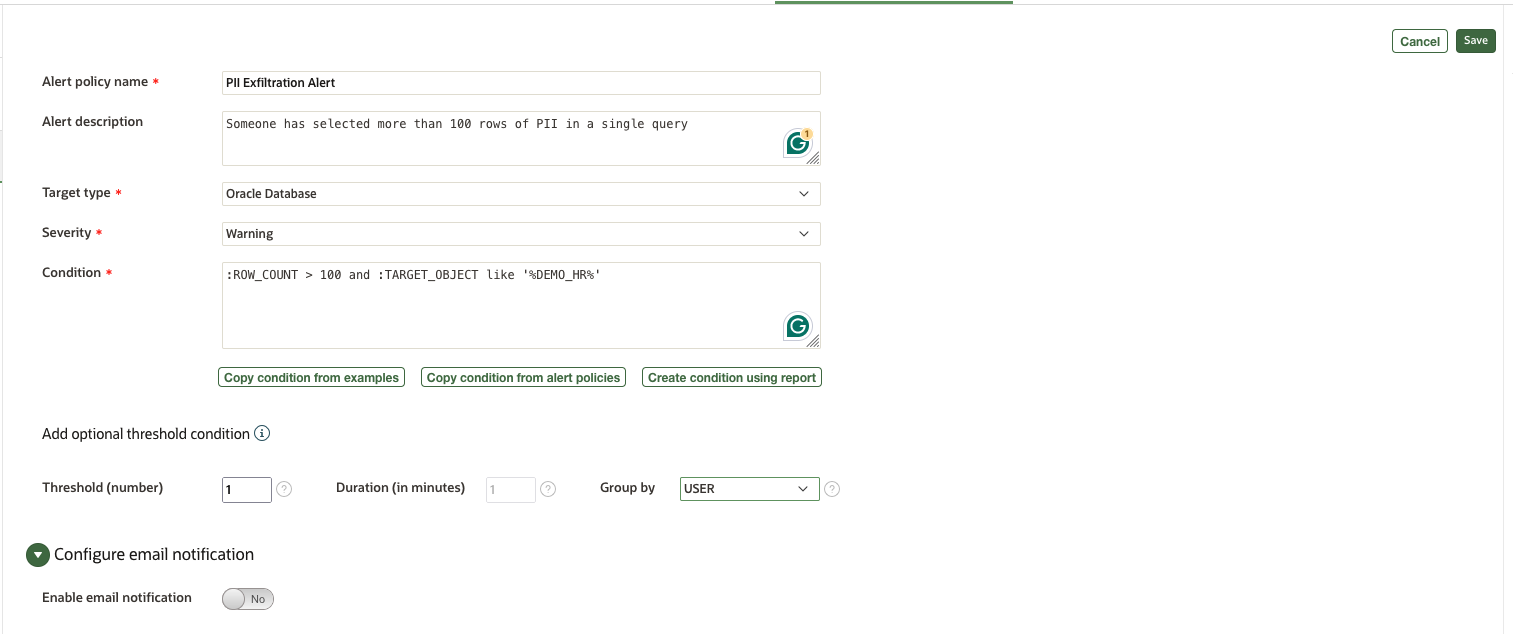 Cancel Save
Alert policy name * PII Exfiltration Alert
Alert description Someone has selected more than 100 rows of PII in a single query
1
Target type * Oracle Database
Severity * Warning
Condition * :ROW_COUNT > 100 and :TARGET_OBJECT like '%DEMO_HR%'
Copy condition from examples Copy condition from alert policies Create condition using report
Add optional threshold condition i
Threshold (number) 1 ? Duration (in minutes) 1 ? Group by USER ?
Configure email notification
Enable email notification No